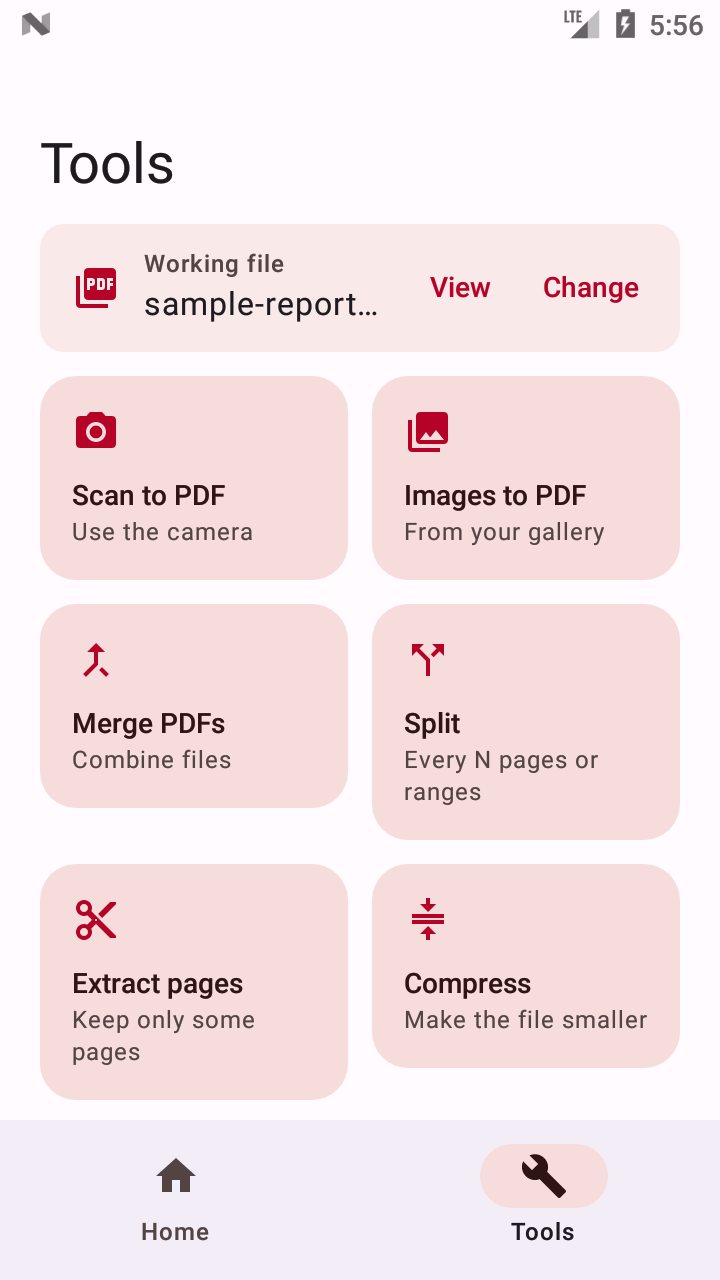 LTE 5:56
Tools
Working file
sample-report…
View
Change
PDF
Scan to PDF
Use the camera
Images to PDF
From your gallery
Merge PDFs
Combine files
Split
Every N pages or
ranges
Extract pages
Keep only some
pages
Compress
Make the file smaller
Home
Tools